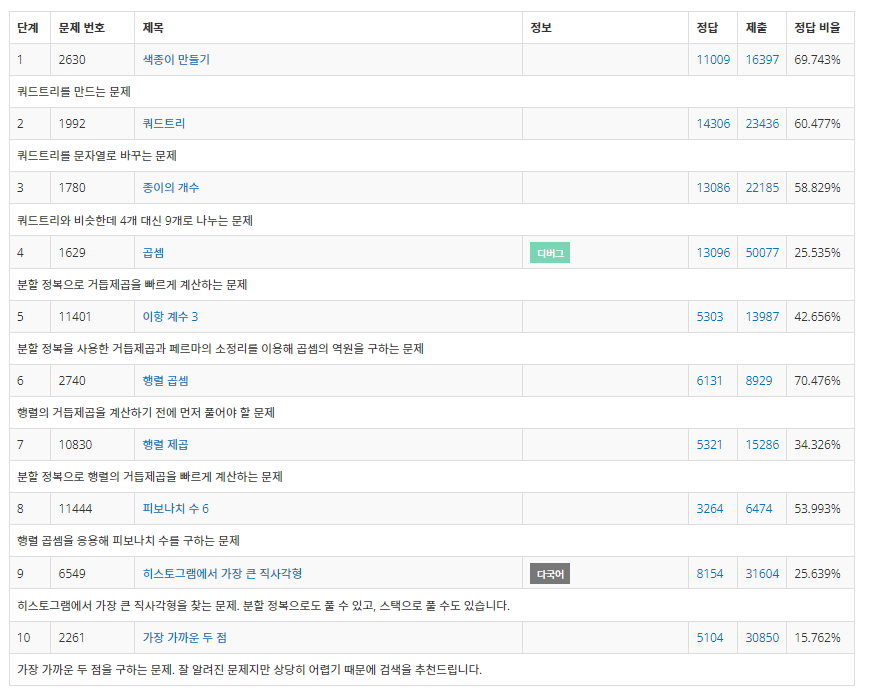 단계 문제 번호 제목 정보 정답 제출 정답 비율
1 2630 색종이 만들기 11009 16397 69.743%
쿼드트리를 만드는 문제
2 1992 쿼드트리 14306 23436 60.477%
쿼드트리를 문자열로 바꾸는 문제
3 1780 종이의 개수 13086 22185 58.829%
쿼드트리와 비슷한데 4개 대신 9개로 나누는 문제
4 1629 곱셈 디버그 13096 50077 25.535%
분할 정복으로 거듭제곱을 빠르게 계산하는 문제
5 11401 이항 계수 3 5303 13987 42.656%
분할 정복을 사용한 거듭제곱과 페르마의 소정리를 이용해 곱셈의 역원을 구하는 문제
6 2740 행렬 곱셈 6131 8929 70.476%
행렬의 거듭제곱을 계산하기 전에 먼저 풀어야 할 문제
7 10830 행렬 제곱 5321 15286 34.326%
분할 정복으로 행렬의 거듭제곱을 빠르게 계산하는 문제
8 11444 피보나치 수 6 3264 6474 53.993%
행렬 곱셈을 응용해 피보나치 수를 구하는 문제
9 6549 히스토그램에서 가장 큰 직사각형 다국어 8154 31604 25.639%
히스토그램에서 가장 큰 직사각형을 찾는 문제. 분할 정복으로도 풀 수 있고, 스택으로 풀 수도 있습니다.
10 2261 가장 가까운 두 점 5104 30850 15.762%
가장 가까운 두 점을 구하는 문제. 잘 알려진 문제지만 상당히 어렵기 때문에 검색을 추천드립니다.